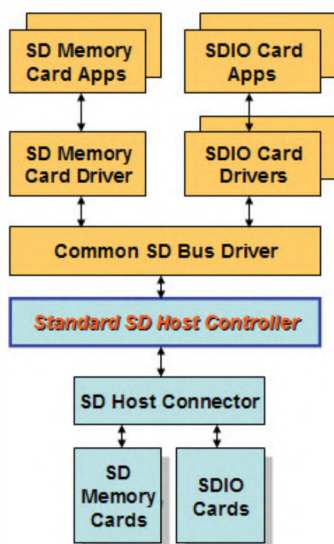 SD Memory
Card Apps
SDIO Card
Apps
SD Memory
Card Driver
SDIO Card
Drivers
Common SD Bus Driver
Standard SD Host Controller
SD Host Connector
SD
Memory
Cards
SDIO
Cards